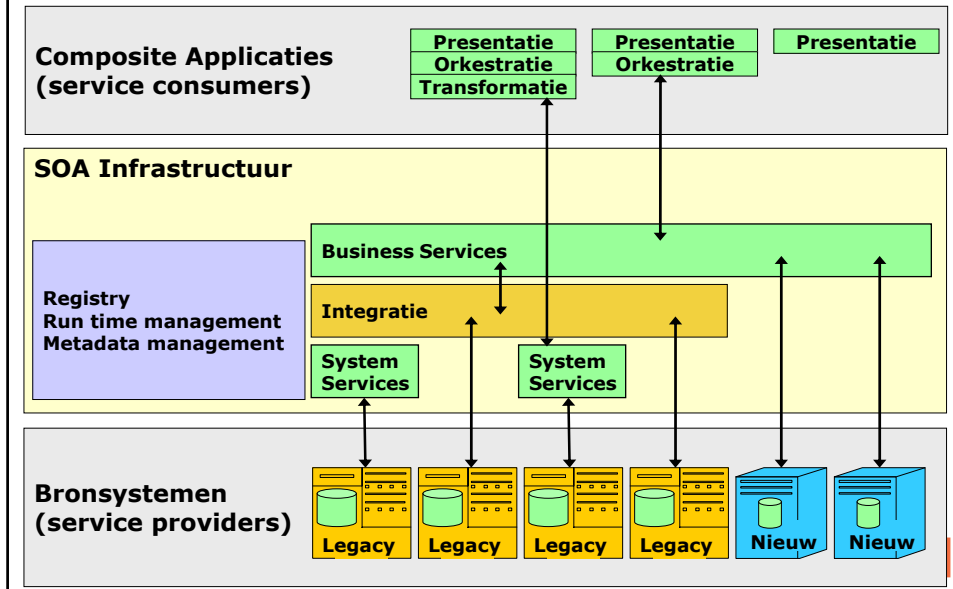 Composite Applicaties
(service consumers)
Presentatie
Orkestratie
Transformatie
Presentatie
Orkestratie
Presentatie
SOA Infrastructuur
Registry
Run time management
Metadata management
Business Services
Integratie
System
Services
System
Services
Bronsystemen
(service providers)
Legacy
Legacy
Legacy
Legacy
Nieuw
Nieuw